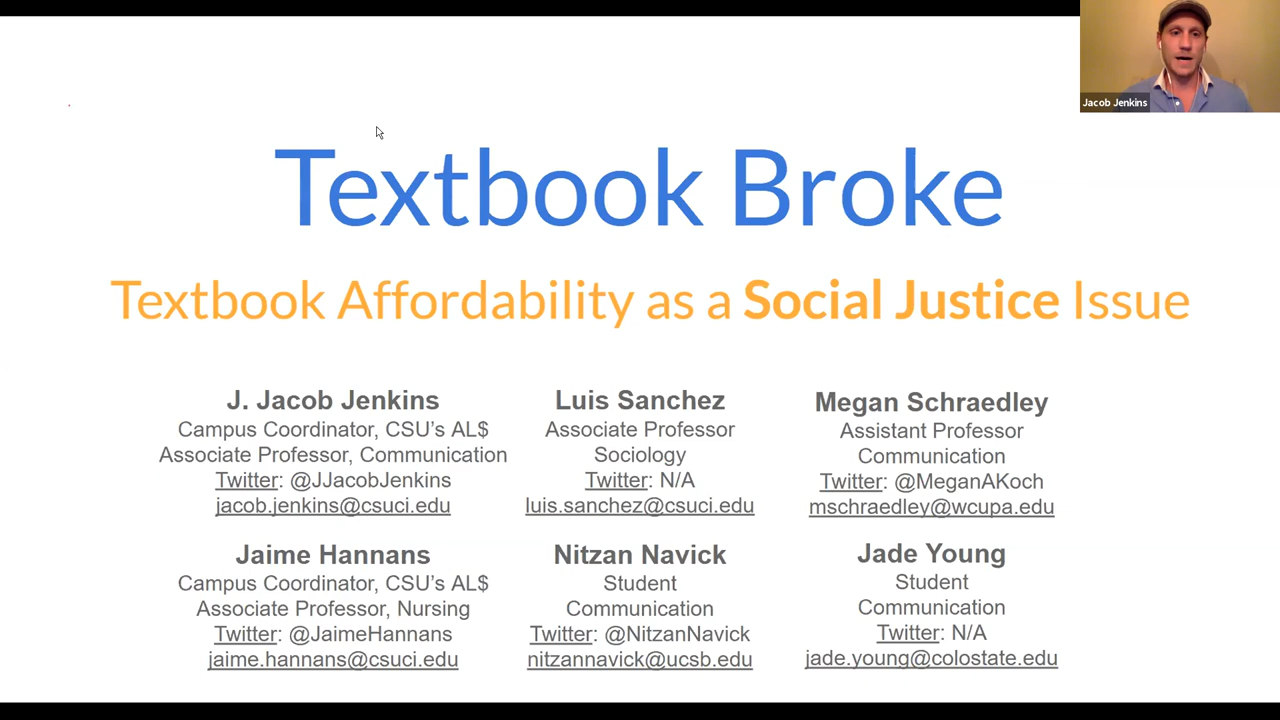 Jacob Jenkins
Textbook Broke
Textbook Affordability as a Social Justice Issue
J. Jacob Jenkins
Campus Coordinator, CSU's AL$
Associate Professor, Communication
Twitter: @JJacobJenkins
jacob.jenkins@csuci.edu
Luis Sanchez
Associate Professor
Sociology
Twitter: N/A
luis.sanchez@csuci.edu
Megan Schraedley
Assistant Professor
Communication
Twitter: @MeganAKoch
mschraedley@wcupa.edu
Jaime Hannans
Campus Coordinator, CSU's AL$
Associate Professor, Nursing
Twitter: @JaimeHannans
jaime.hannans@csuci.edu
Nitzan Navick
Student
Communication
Twitter: @NitzanNavick
nitzannavick@ucsb.edu
Jade Young
Student
Communication
Twitter: N/A
jade.young@colostate.edu